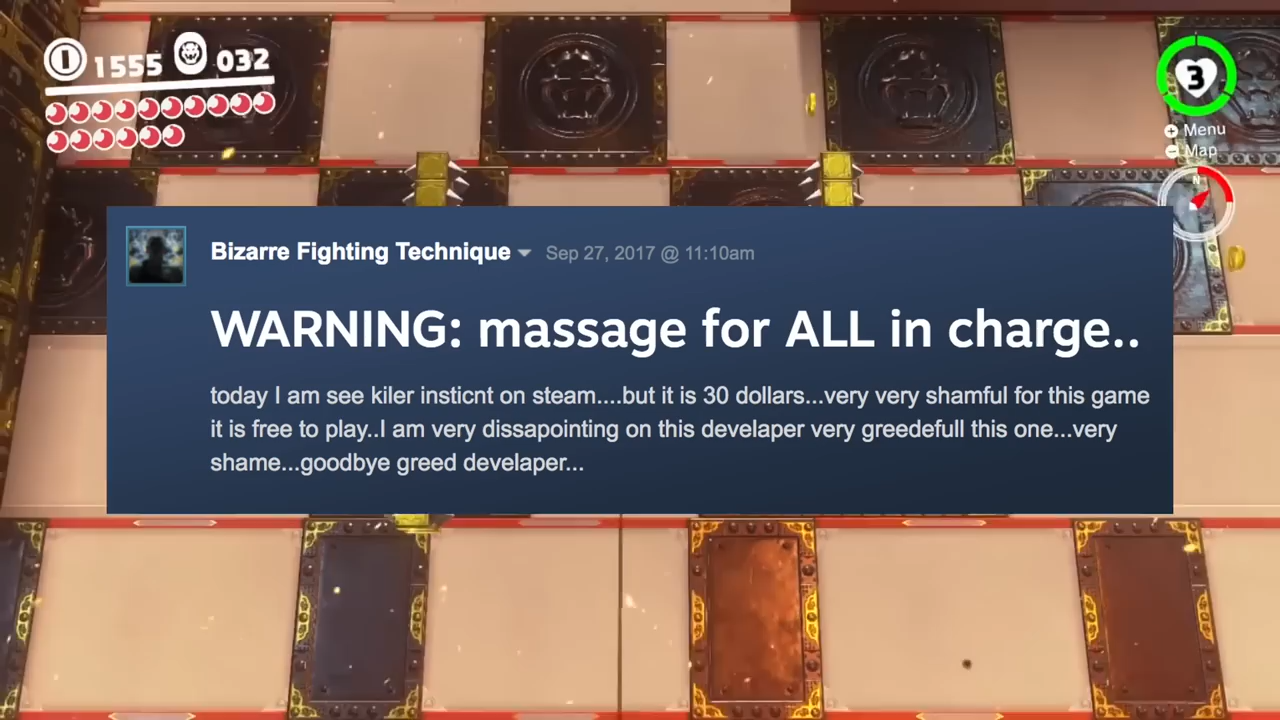 1555 032
3
Menu
Map
N
Bizarre Fighting Technique Sep 27, 2017 @ 11:10am
WARNING: massage for ALL in charge..
today I am see kiler insticnt on steam....but it is 30 dollars...very very shamful for this game
it is free to play..I am very dissapointing on this develaper very greedefull this one...very
shame...goodbye greed develaper...